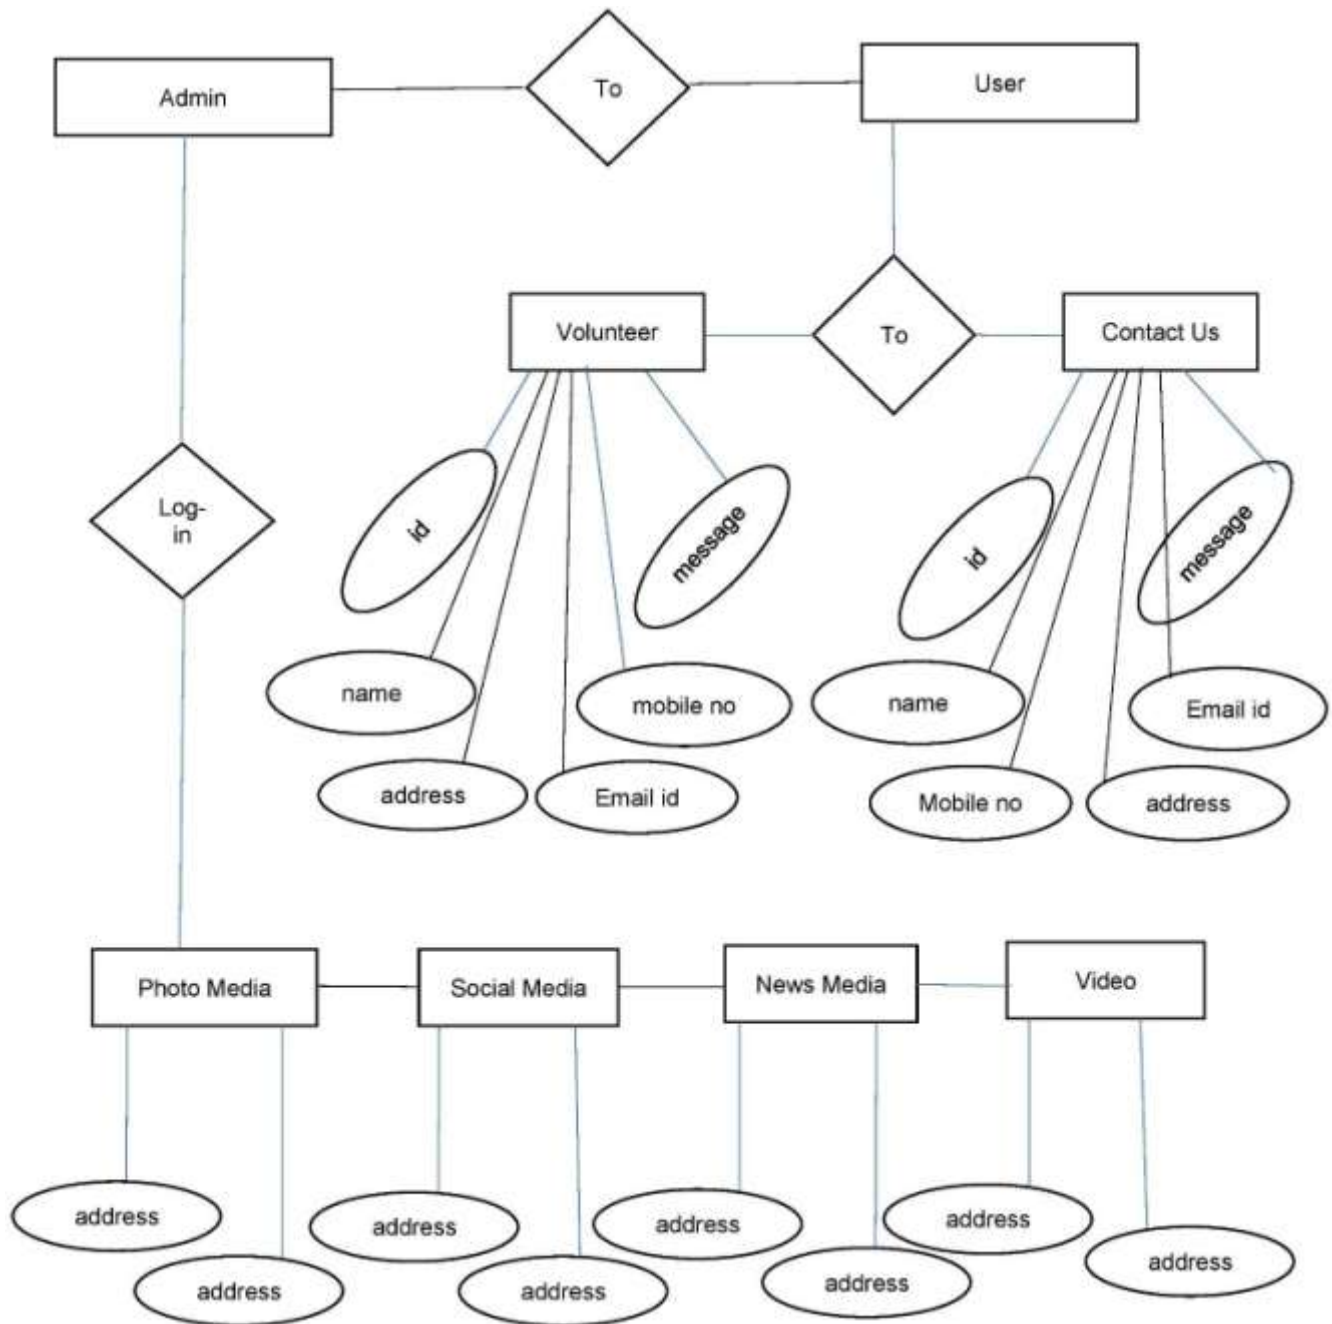 Admin
To
User
Volunteer
To
Contact Us
Log-
in
id
message
id
message
name
mobile no
name
Email id
address
Email id
Mobile no
address
Photo Media
Social Media
News Media
Video
address
address
address
address
address
address
address
address